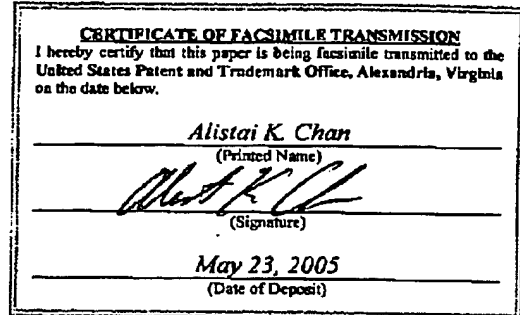 CERTIFICATE OF FACSIMILE TRANSMISSION
I hereby certify that this paper is being facsimile transmitted to the
United States Patent and Trademark Office, Alexandria, Virginia
on the date below.
Alistai K. Chan
(Printed Name)
(Signature)
May 23, 2005
(Date of Deposit)